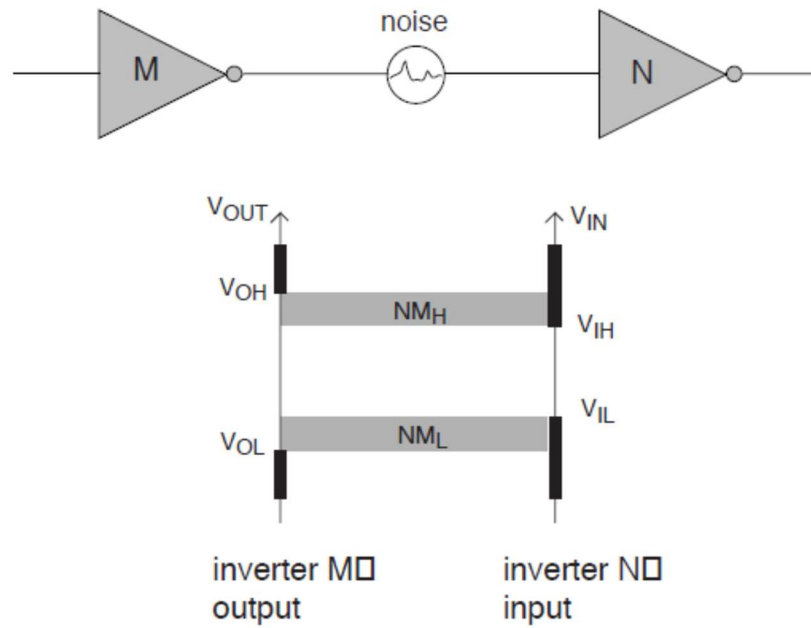 noise
M
N
VOUT
VIN
VOH
NMH
VIH
VIL
VOL
NML
inverter M□
output
inverter N□
input